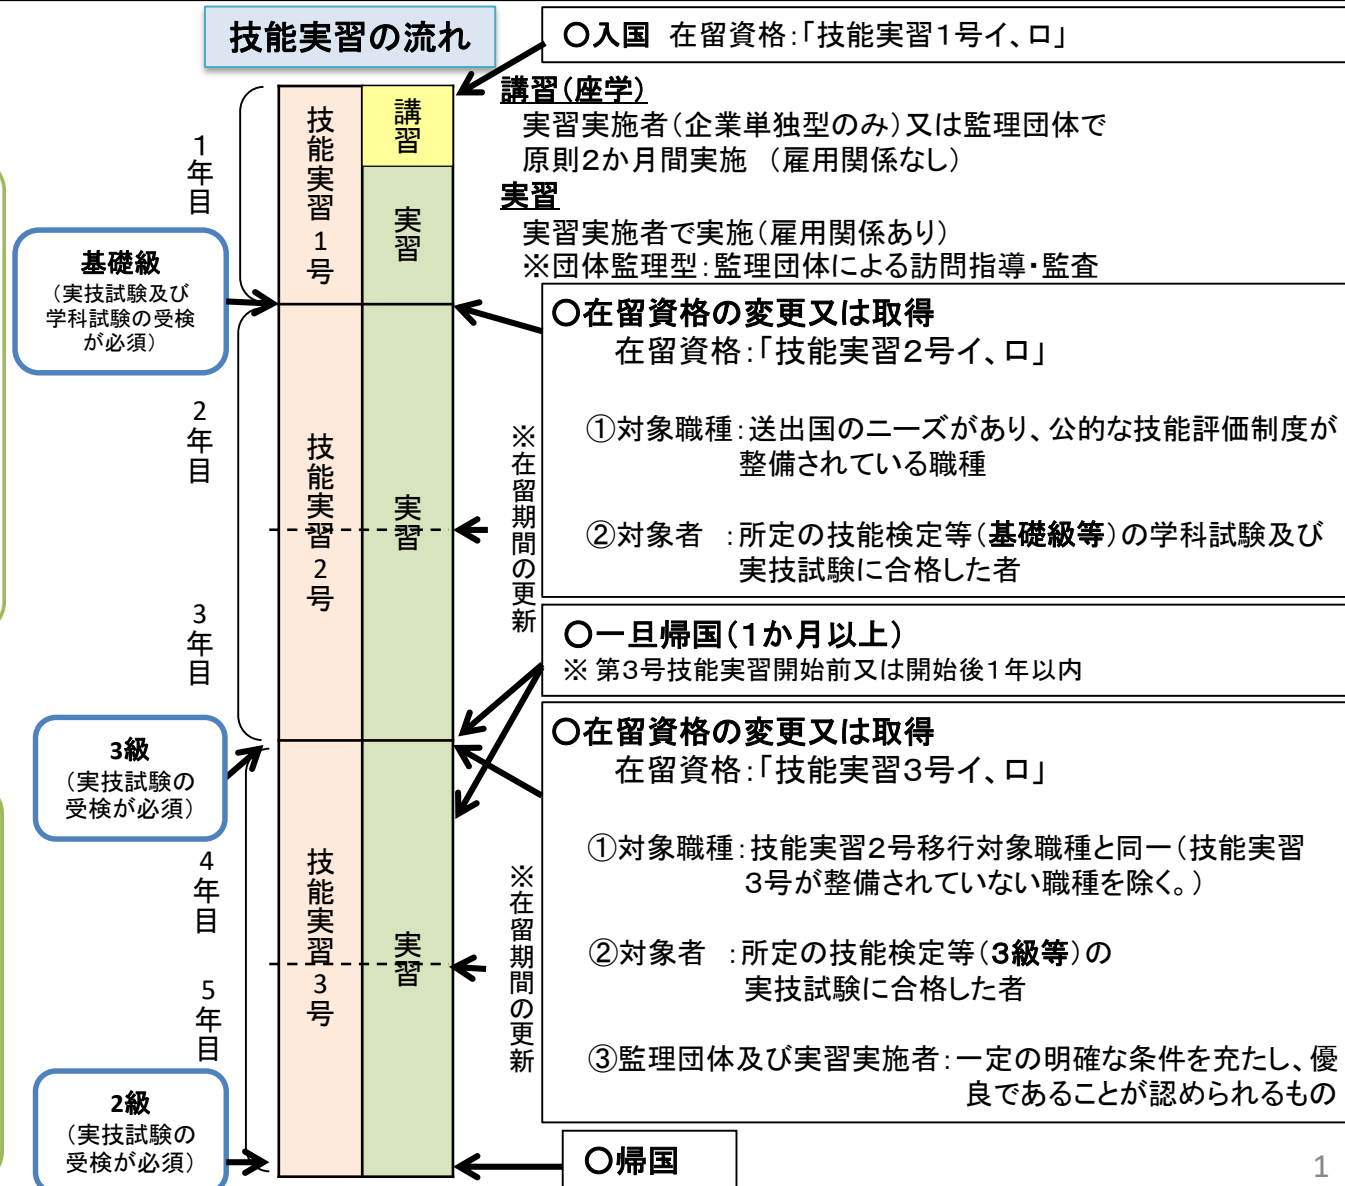 技能実習の流れ
○入国 在留資格：「技能実習1号イ、ロ」
講習（座学）
実習実施者（企業単独型のみ）又は監理団体で
原則2か月間実施 （雇用関係なし）
実習
実習実施者で実施（雇用関係あり）
※団体監理型：監理団体による訪問指導・監査
1年目
技能実習1号
講習
実習
基礎級
（実技試験及び
学科試験の受検
が必須）
○在留資格の変更又は取得
在留資格：「技能実習2号イ、ロ」
①対象職種：送出国のニーズがあり、公的な技能評価制度が
整備されている職種
②対象者 ：所定の技能検定等（基礎級等）の学科試験及び
実技試験に合格した者
2年目
3年目
技能実習2号
実習
※在留期間の更新
○一旦帰国（1か月以上）
※ 第3号技能実習開始前又は開始後1年以内
3級
（実技試験の
受検が必須）
○在留資格の変更又は取得
在留資格：「技能実習3号イ、ロ」
①対象職種：技能実習2号移行対象職種と同一（技能実習
3号が整備されていない職種を除く。）
②対象者 ：所定の技能検定等（3級等）の
実技試験に合格した者
③監理団体及び実習実施者：一定の明確な条件を充たし、優
良であることが認められるもの
4年目
5年目
技能実習3号
実習
※在留期間の更新
2級
（実技試験の
受検が必須）
○帰国
1